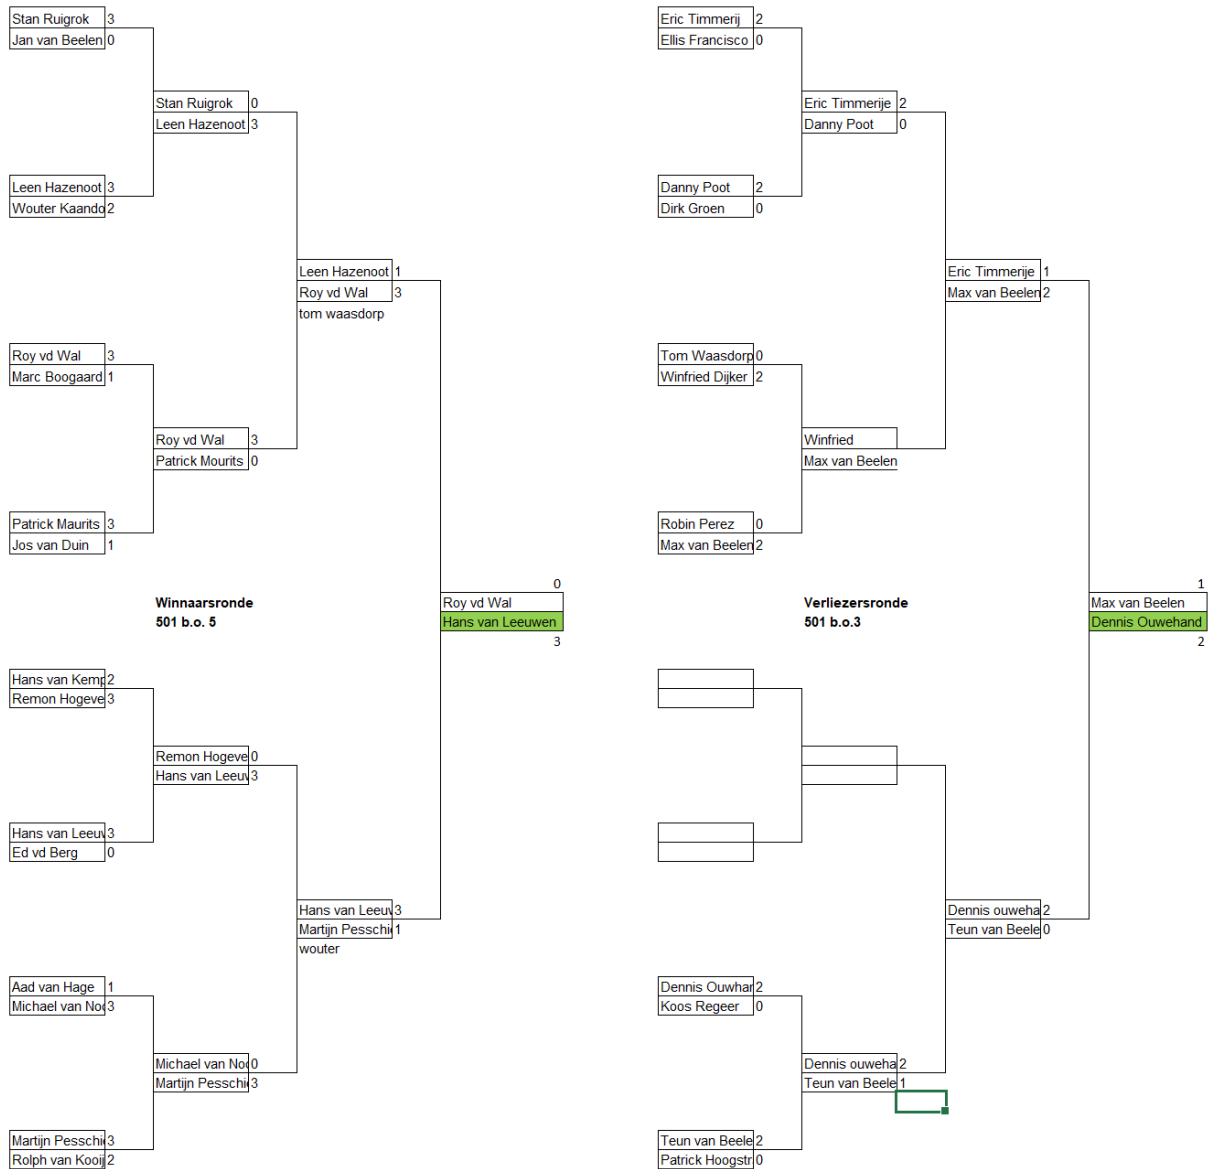 Stan Ruigrok 3
Jan van Beelen 0
Stan Ruigrok 0
Leen Hazenoot 3
Leen Hazenoot 3
Wouter Kaando 2
Leen Hazenoot 1
Roy vd Wal 3
tom waasdorp
Roy vd Wal 3
Marc Boogaard 1
Roy vd Wal 3
Patrick Mourits 0
Patrick Maurits 3
Jos van Duin 1
Winnaarsronde
501 b.o. 5
0
Roy vd Wal
Hans van Leeuwen
3
Hans van Kemp 2
Remon Hogeve 3
Remon Hogeve 0
Hans van Leeuw 3
Hans van Leeuw 3
Ed vd Berg 0
Hans van Leeuw 3
Martijn Pesschi 1
wouter
Aad van Hage 1
Michael van Noo 3
Michael van Noo 0
Martijn Pesschi 3
Martijn Pesschi 3
Rolph van Kooij 2
Eric Timmerij 2
Ellis Francisco 0
Eric Timmerije 2
Danny Poot 0
Danny Poot 2
Dirk Groen 0
Eric Timmerije 1
Max van Beelen 2
Tom Waasdorp 0
Winfried Dijker 2
Winfried
Max van Beelen
Robin Perez 0
Max van Beelen 2
Verliezersronde
501 b.o.3
1
Max van Beelen
Dennis Ouwehand
2
Dennis ouweha 2
Teun van Beele 0
Dennis Ouwhar 2
Koos Regeer 0
Dennis ouweha 2
Teun van Beele 1
Teun van Beele 2
Patrick Hoogstr 0